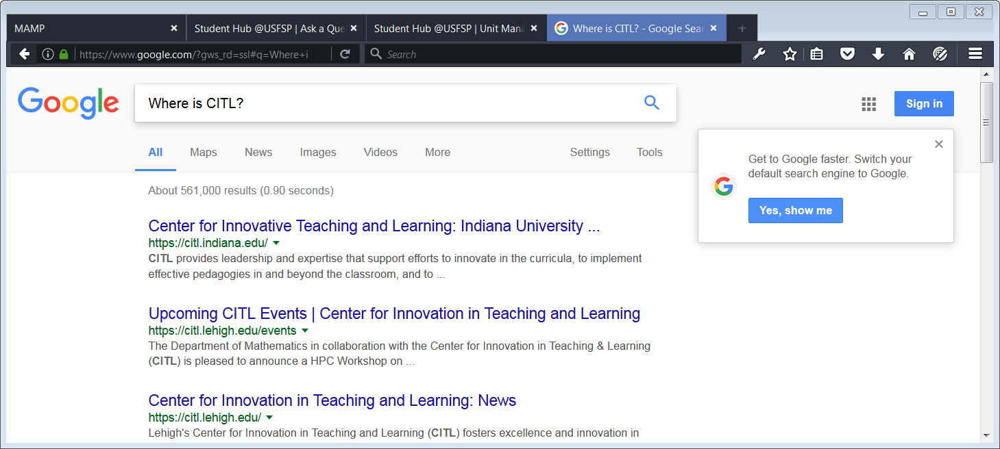 MAMP
Student Hub @USFSP | Ask a Que
Student Hub @USFSP | Unit Mana
Where is CITL? - Google Sear
https://www.google.com/?gws_rd=ssl#q=Where+i
Search
Google
Where is CITL?
Sign in
All Maps News Images Videos More Settings Tools
Get to Google faster. Switch your
default search engine to Google.
Yes, show me
About 561,000 results (0.90 seconds)
Center for Innovative Teaching and Learning: Indiana University ...
https://citl.indiana.edu/
CITL provides leadership and expertise that support efforts to innovate in the curricula, to implement
effective pedagogies in and beyond the classroom, and to ...
Upcoming CITL Events | Center for Innovation in Teaching and Learning
https://citl.lehigh.edu/events
The Department of Mathematics in collaboration with the Center for Innovation in Teaching & Learning
(CITL) is pleased to announce a HPC Workshop on ...
Center for Innovation in Teaching and Learning: News
https://citl.lehigh.edu/
Lehigh's Center for Innovation in Teaching and Learning (CITL) fosters excellence and innovation in